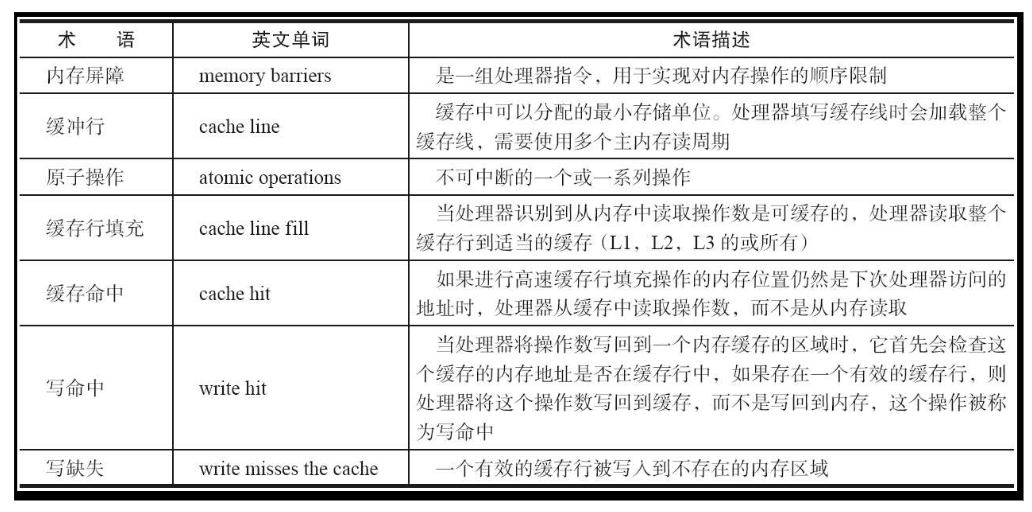 术 语 英文单词 术语描述
内存屏障 memory barriers 是一组处理器指令，用于实现对内存操作的顺序限制
缓冲行 cache line 缓存中可以分配的最小存储单位。处理器填写缓存线时会加载整个
缓存线，需要使用多个主内存读周期
原子操作 atomic operations 不可中断的一个或一系列操作
缓存行填充 cache line fill 当处理器识别到从内存中读取操作数是可缓存的，处理器读取整个
缓存行到适当的缓存（L1，L2，L3 的或所有）
缓存命中 cache hit 如果进行高速缓存行填充操作的内存位置仍然是下次处理器访问的
地址时，处理器从缓存中读取操作数，而不是从内存读取
写命中 write hit 当处理器将操作数写回到一个内存缓存的区域时，它首先会检查这
个缓存的内存地址是否在缓存行中，如果存在一个有效的缓存行，则
处理器将这个操作数写回到缓存，而不是写回到内存，这个操作被称
为写命中
写缺失 write misses the cache 一个有效的缓存行被写入到不存在的内存区域